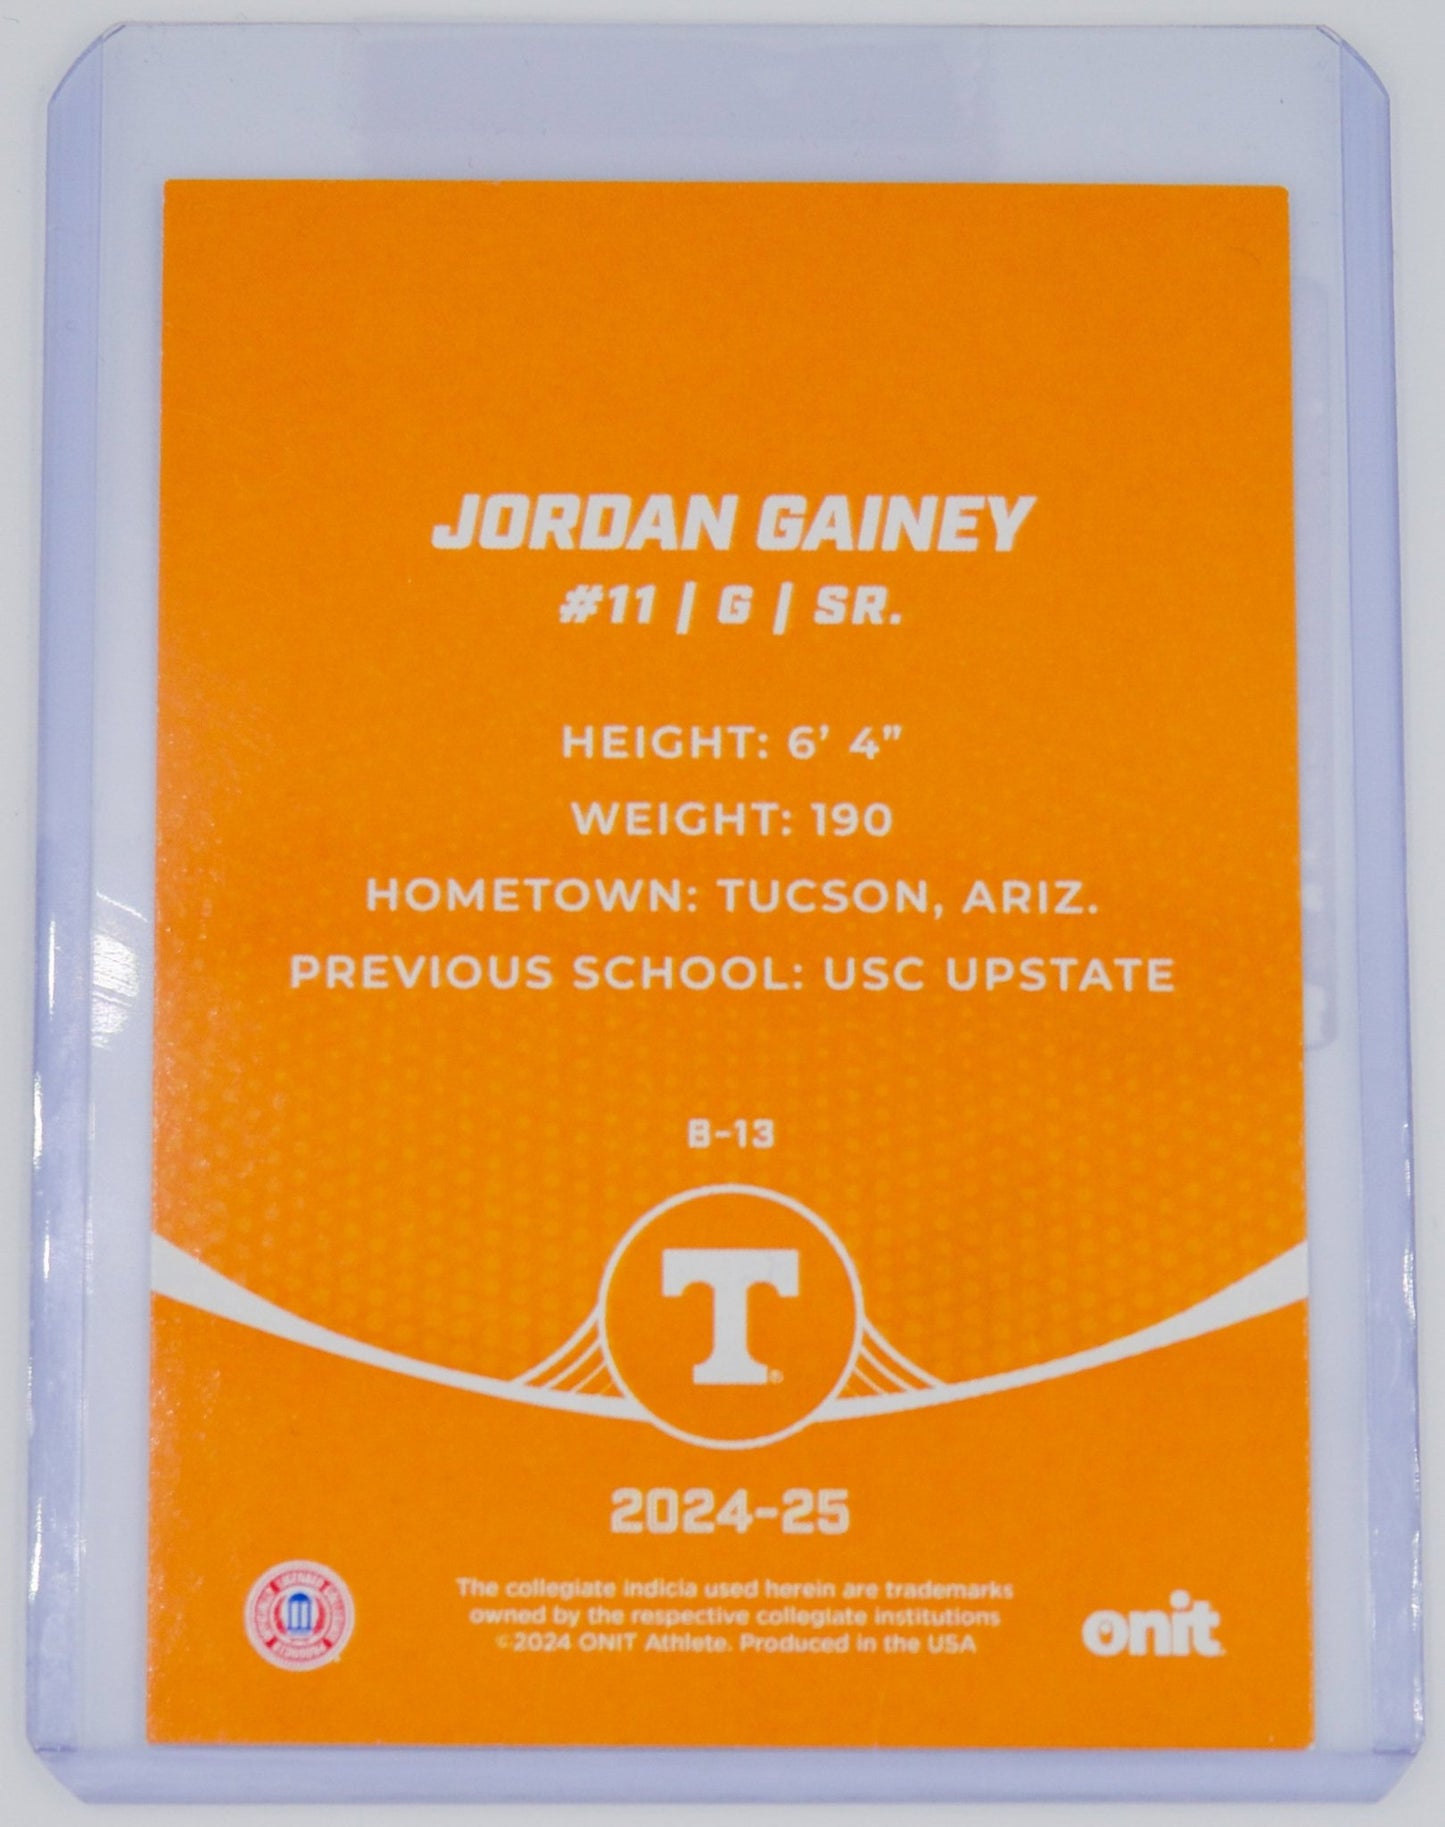 JORDAN GAINEY
#11 | G | SR.
HEIGHT: 6’ 4”
WEIGHT: 190
HOMETOWN: TUCSON, ARIZ.
PREVIOUS SCHOOL: USC UPSTATE
B-13
T®
2024-25
The collegiate indicia used herein are trademarks
owned by the respective collegiate institutions
©2024 ONIT Athlete. Produced in the USA
onit